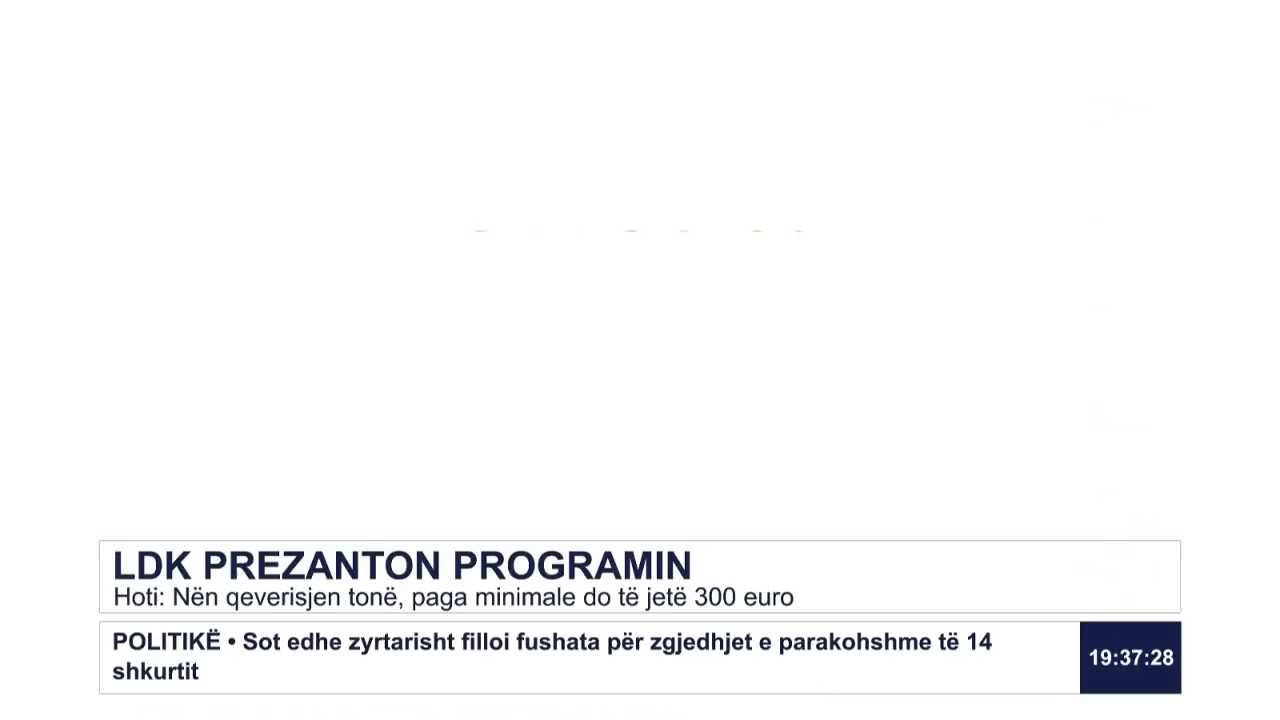 LDK PREZANTON PROGRAMIN
Hoti: Nën qeverisjen tonë, paga minimale do të jetë 300 euro
POLITIKË • Sot edhe zyrtarisht filloi fushata për zgjedhjet e parakohshme të 14
shkurtit
19:37:28